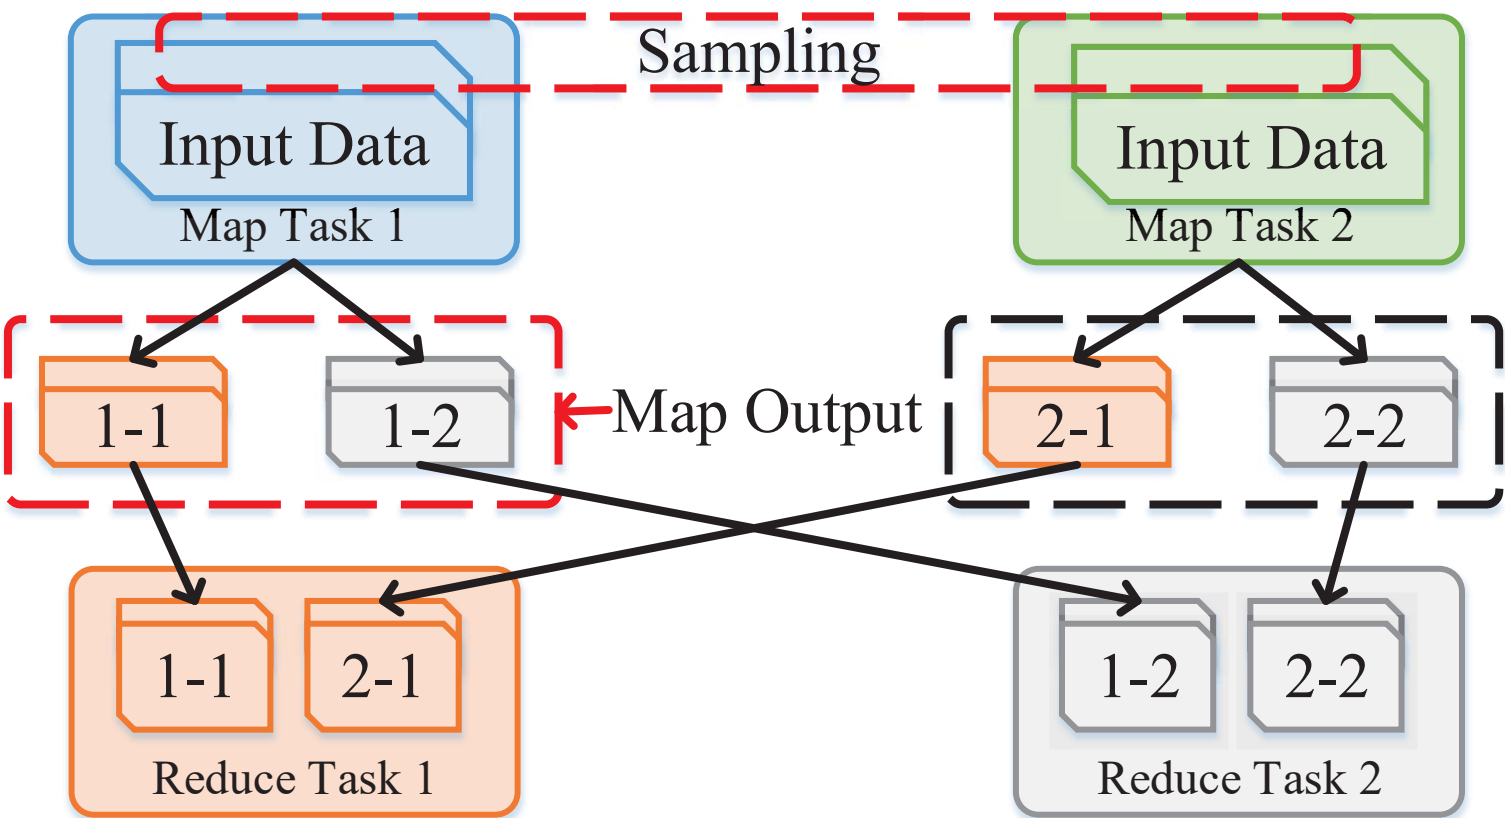 Sampling
Input Data
Input Data
Map Task 1
Map Task 2
1-1
1-2
Map Output
2-1
2-2
1-1
2-1
1-2
2-2
Reduce Task 1
Reduce Task 2